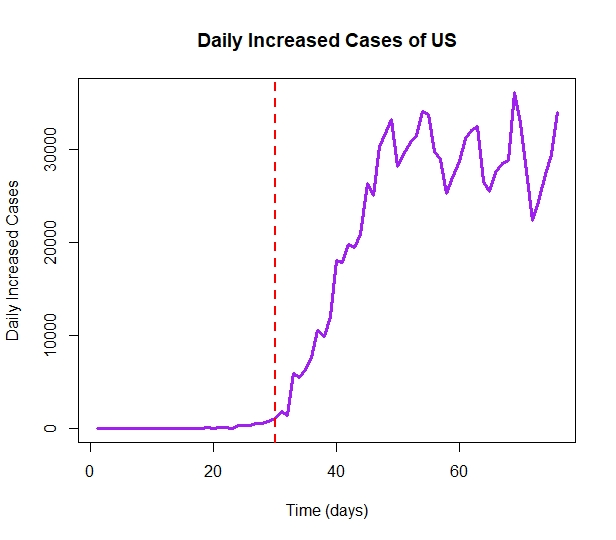 Daily Increased Cases of US
Daily Increased Cases
30000
20000
10000
0
0 20 40 60
Time (days)